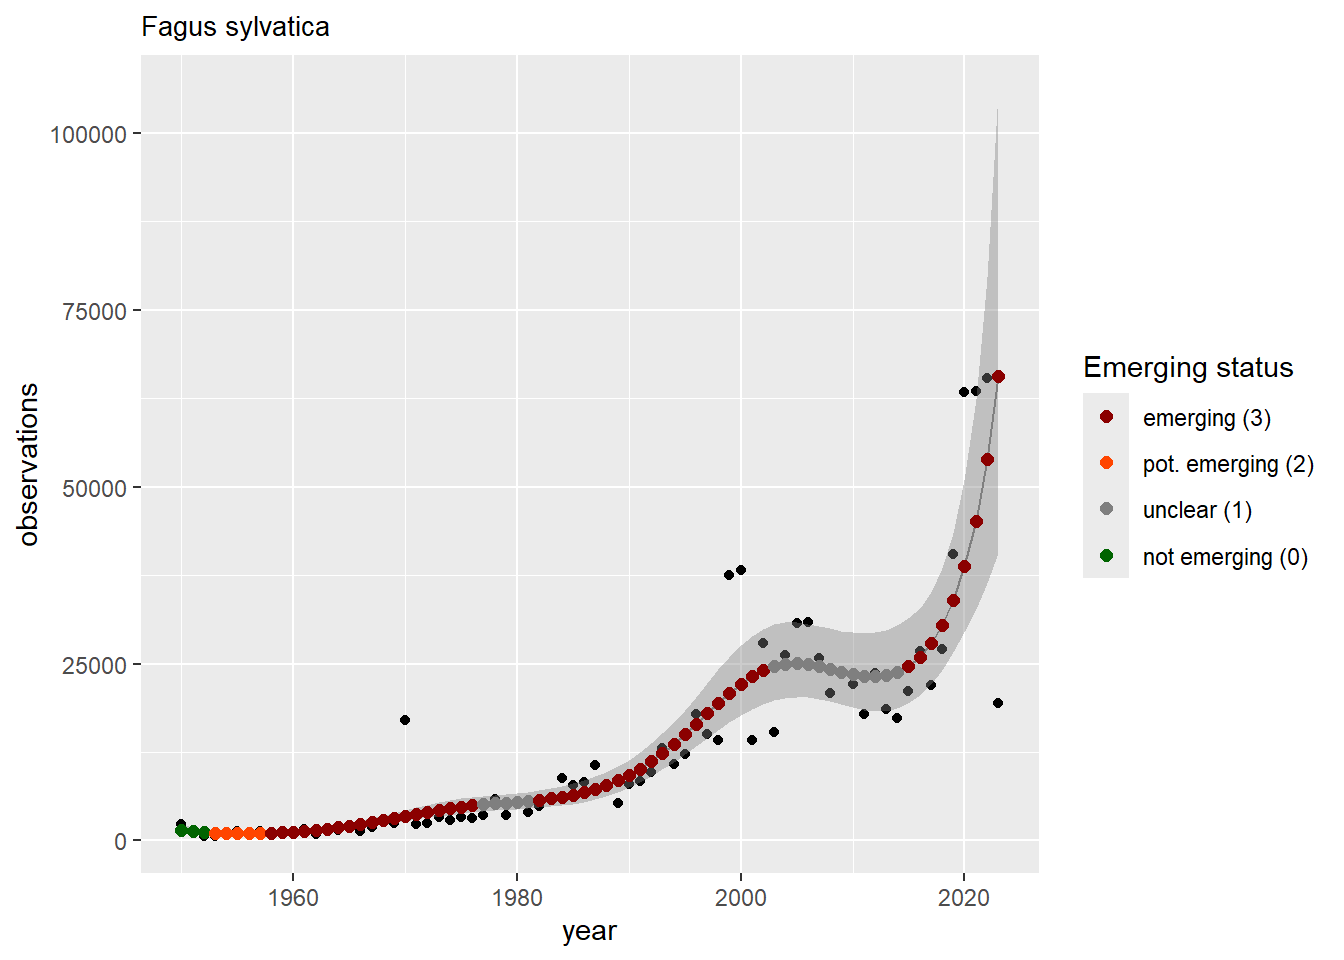 Fagus sylvatica
100000
75000
50000
25000
0
observations
1960
1980
2000
2020
year
Emerging status
emerging (3)
pot. emerging (2)
unclear (1)
not emerging (0)